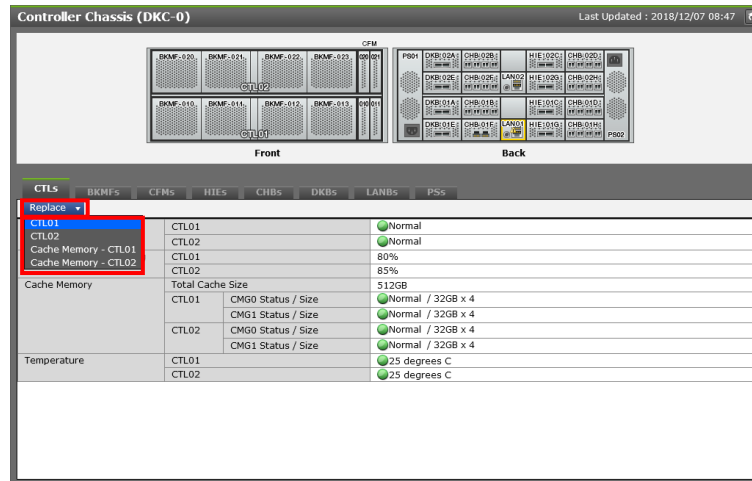 Controller Chassis (DKC-0)
Last Updated : 2018/12/07 08:47
CFM
BKMF-020 BKMF-021 BKMF-022 BKMF-023 020 021
CTL02
BKMF-010 BKMF-011 BKMF-012 BKMF-013 010 011
CTL01
PS01 DKB:02A CHB:02B HIE:02C CHB:02D
DKB:02E CHB:02F LAN02 HIE:02G CHB:02H
DKB:01A CHB:01B HIE:01C CHB:01D
DKB:01E CHB:01F LAN01 HIE:01G CHB:01H PS02
Front
Back
CTLs BKMFs CFMs HIEs CHBs DKBs LANBs PSs
Replace
CTL01
CTL02
Cache Memory - CTL01
Cache Memory - CTL02
CTL01 Normal
CTL02 Normal
CTL01 80%
CTL02 85%
Cache Memory Total Cache Size 512GB
CTL01 CMG0 Status / Size Normal / 32GB x 4
CMG1 Status / Size Normal / 32GB x 4
CTL02 CMG0 Status / Size Normal / 32GB x 4
CMG1 Status / Size Normal / 32GB x 4
Temperature CTL01 25 degrees C
CTL02 25 degrees C